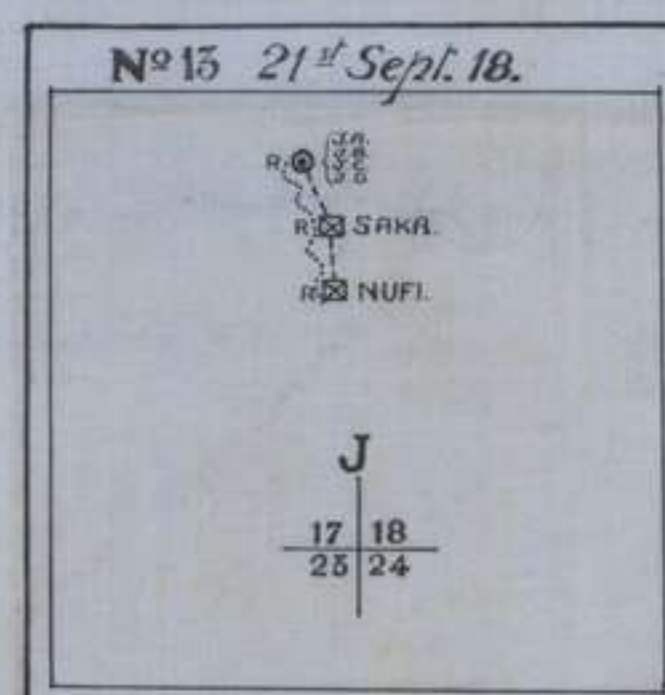 Nº 13 21st Sept. 18.
J.A.
J.B.
J.C.
J.D
R.
R. SAKA.
R. NUFI.
J
17 18
23 24